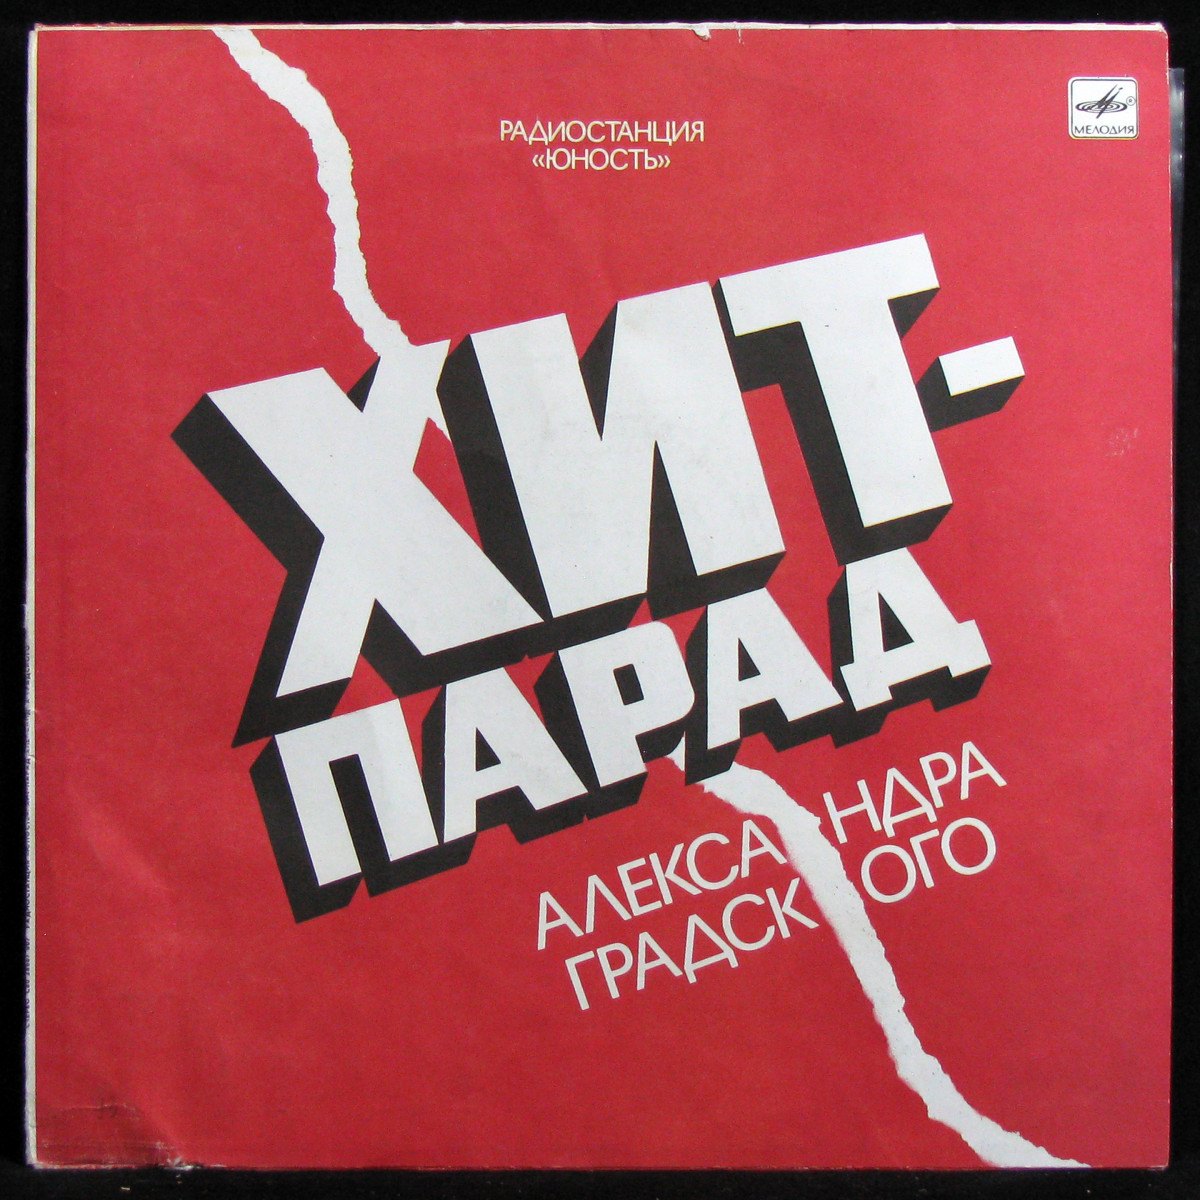 РАДИОСТАНЦИЯ
«ЮНОСТЬ»
МЕЛОДИЯ
ХИТ-
ПАРАД
АЛЕКСАНДРА
ГРАДСКОГО